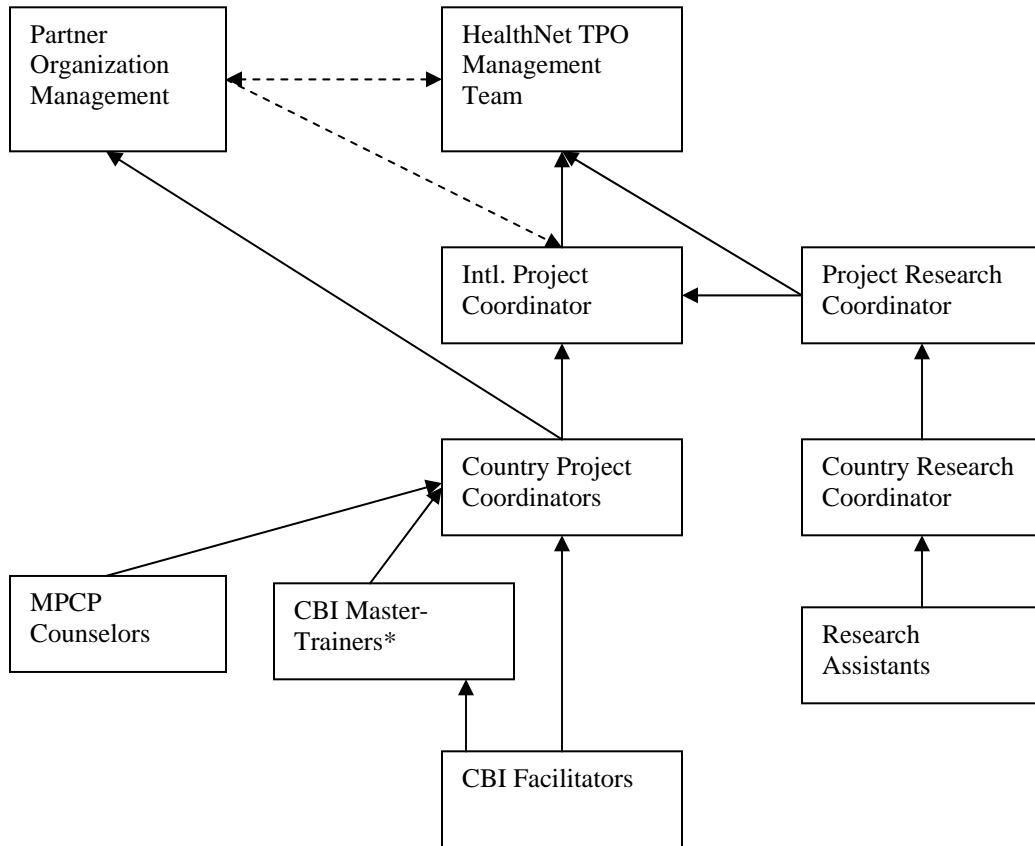 Partner
Organization
Management
HealthNet TPO
Management
Team
Intl. Project
Coordinator
Project Research
Coordinator
Country Project
Coordinators
Country Research
Coordinator
MPCP
Counselors
CBI Master-
Trainers*
Research
Assistants
CBI Facilitators